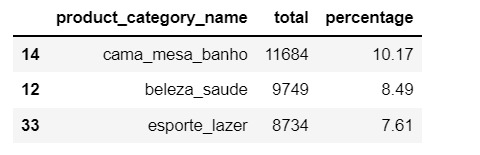 product_category_name total percentage
14 cama_mesa_banho 11684 10.17
12 beleza_saude 9749 8.49
33 esporte_lazer 8734 7.61